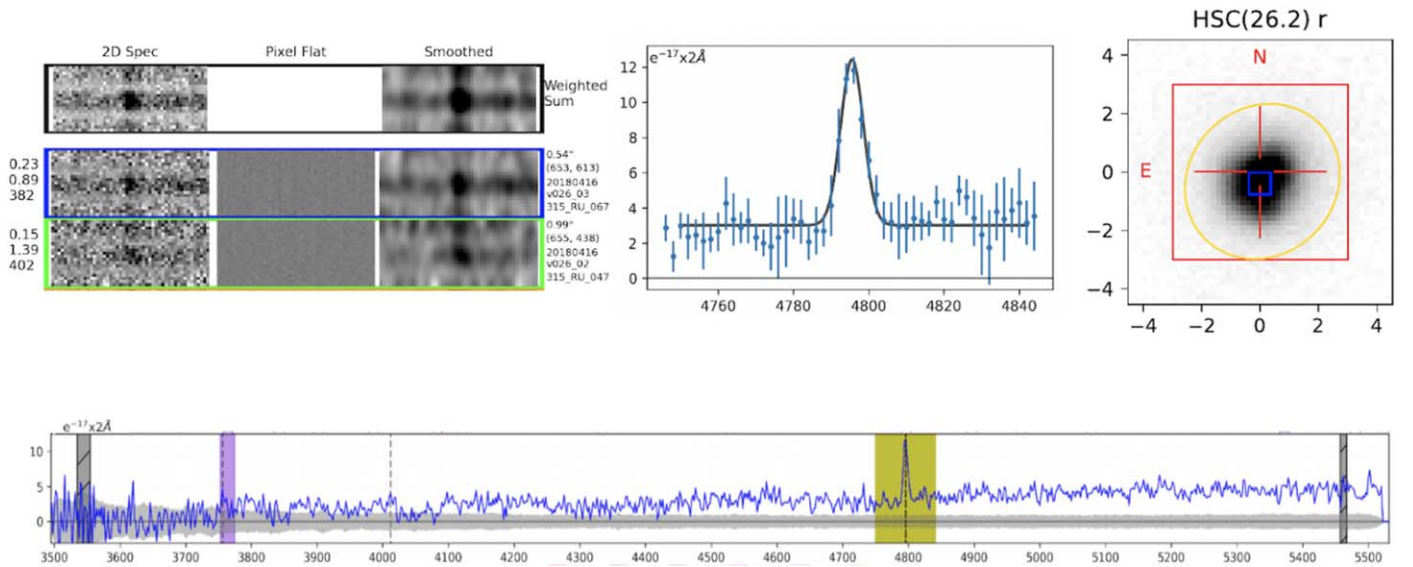 HSC(26.2) r
2D Spec Pixel Flat Smoothed
Weighted
Sum
0.23
0.89
382
0.54"
(653, 613)
20180416
v026_03
315_RU_067
0.15
1.39
402
0.99"
(655, 438)
20180416
v026_02
315_RU_047
e⁻¹⁷x2Å
12
10
8
6
4
2
0
4760 4780 4800 4820 4840
N
E
4
2
0
−2
−4
−4 −2 0 2 4
e⁻¹⁷x2Å
10
5
0
3500 3600 3700 3800 3900 4000 4100 4200 4300 4400 4500 4600 4700 4800 4900 5000 5100 5200 5300 5400 5500